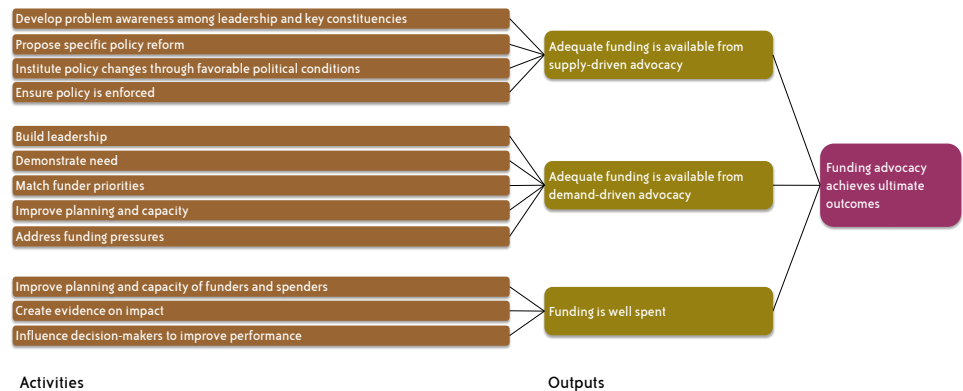 Develop problem awareness among leadership and key constituencies
Propose specific policy reform
Institute policy changes through favorable political conditions
Ensure policy is enforced
Adequate funding is available from
supply-driven advocacy
Build leadership
Demonstrate need
Match funder priorities
Improve planning and capacity
Address funding pressures
Adequate funding is available from
demand-driven advocacy
Improve planning and capacity of funders and spenders
Create evidence on impact
Influence decision-makers to improve performance
Funding is well spent
Funding advocacy
achieves ultimate
outcomes
Activities
Outputs